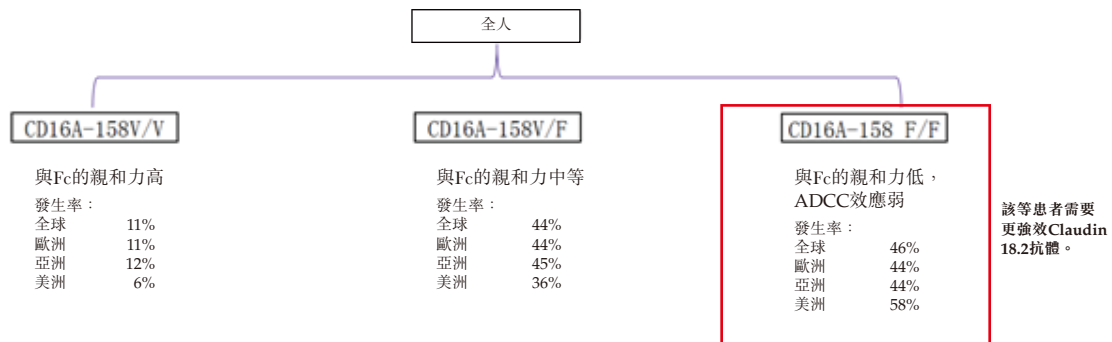 全人
CD16A-158V/V
與Fc的親和力高
發生率：
全球 11%
歐洲 11%
亞洲 12%
美洲 6%
CD16A-158V/F
與Fc的親和力中等
發生率：
全球 44%
歐洲 44%
亞洲 45%
美洲 36%
CD16A-158 F/F
與Fc的親和力低，
ADCC效應弱
發生率：
全球 46%
歐洲 44%
亞洲 44%
美洲 58%
該等患者需要
更強效Claudin
18.2抗體。